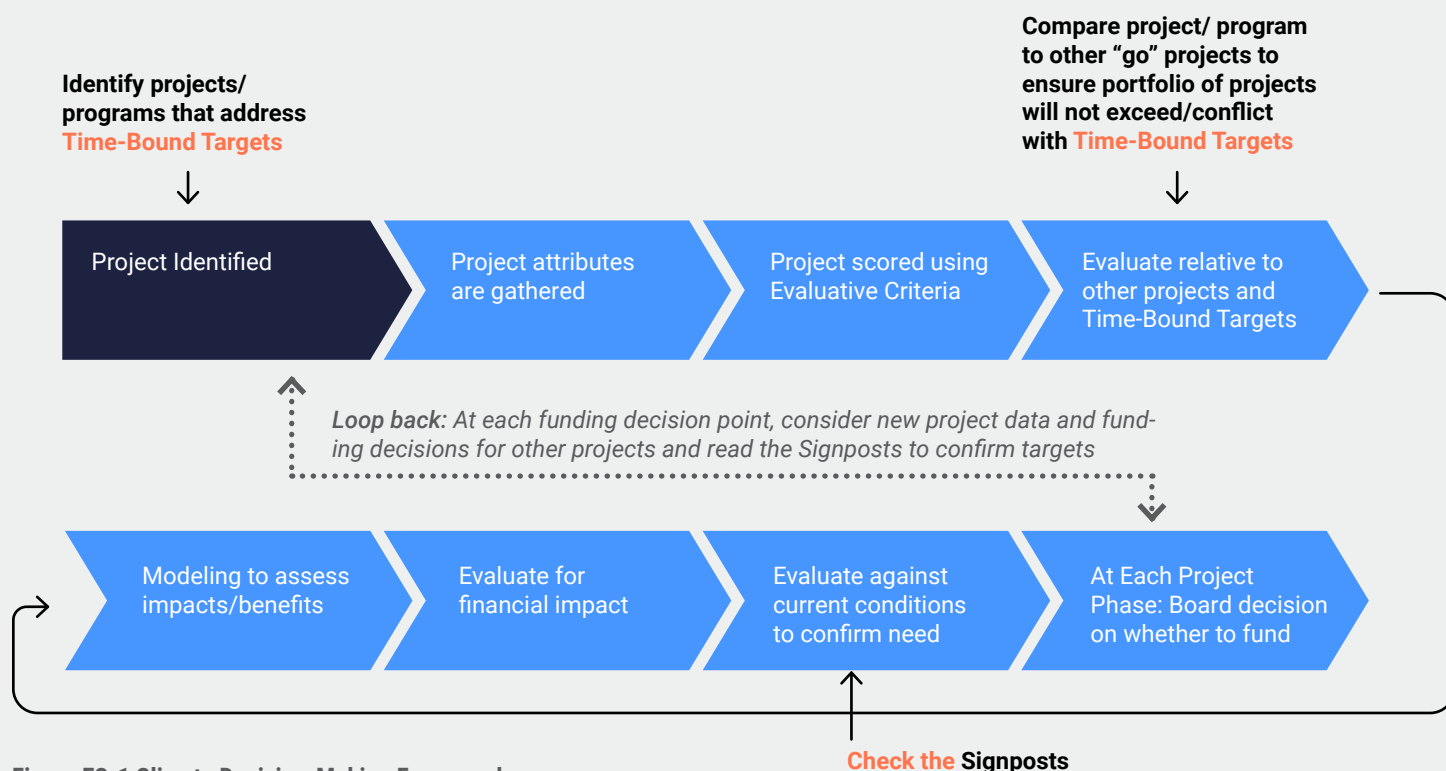 Identify projects/
programs that address
Time-Bound Targets
Compare project/ program
to other “go” projects to
ensure portfolio of projects
will not exceed/conflict
with Time-Bound Targets
Project Identified
Project attributes
are gathered
Project scored using
Evaluative Criteria
Evaluate relative to
other projects and
Time-Bound Targets
Loop back: At each funding decision point, consider new project data and fund-
ing decisions for other projects and read the Signposts to confirm targets
Modeling to assess
impacts/benefits
Evaluate for
financial impact
Evaluate against
current conditions
to confirm need
At Each Project
Phase: Board decision
on whether to fund
Check the Signposts